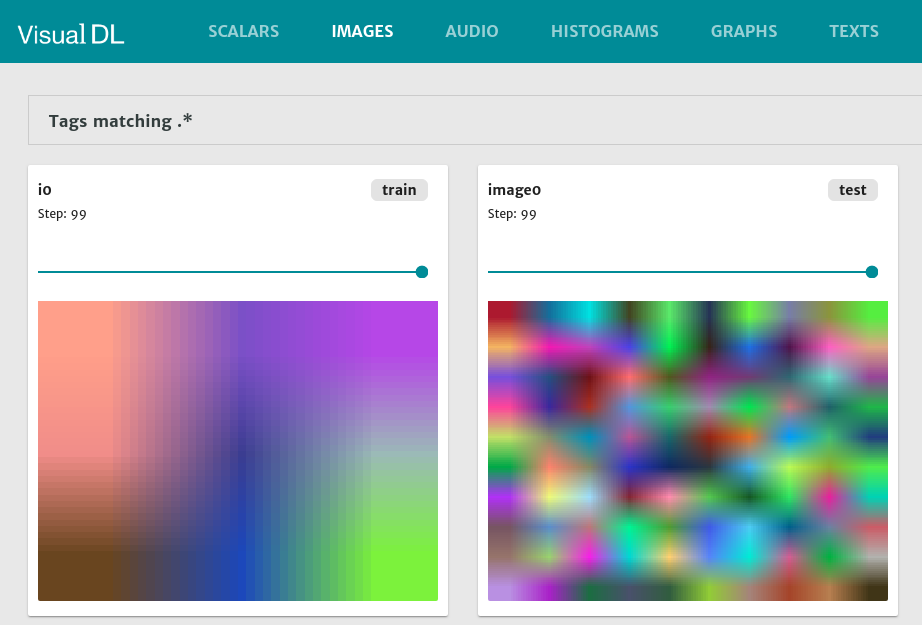 Visual DL SCALARS IMAGES AUDIO HISTOGRAMS GRAPHS TEXTS
Tags matching .*
i0 train
Step: 99
image0 test
Step: 99